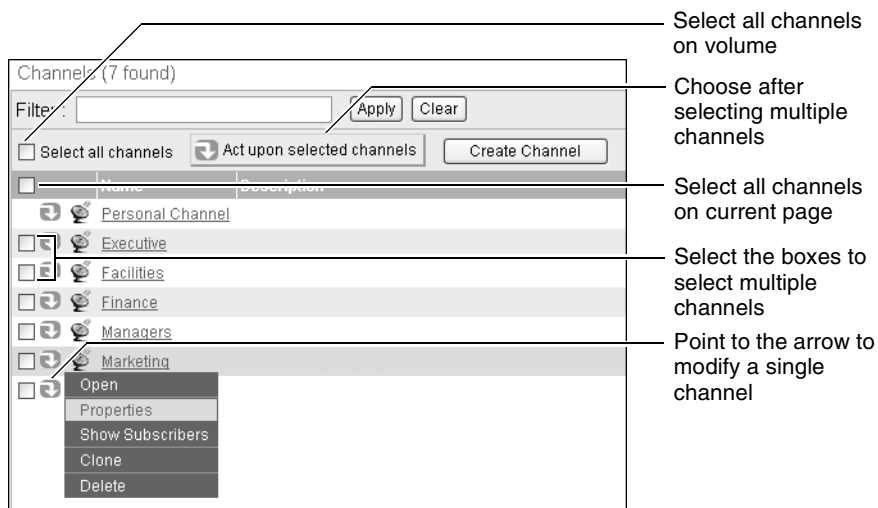 Select all channels
on volume
Channels (7 found)
Choose after
selecting multiple
channels
Filter:
Apply
Clear
Select all channels
Act upon selected channels
Create Channel
Name
Description
Select all channels
on current page
Personal Channel
Executive
Select the boxes to
select multiple
channels
Facilities
Finance
Managers
Marketing
Point to the arrow to
modify a single
channel
Open
Properties
Show Subscribers
Clone
Delete